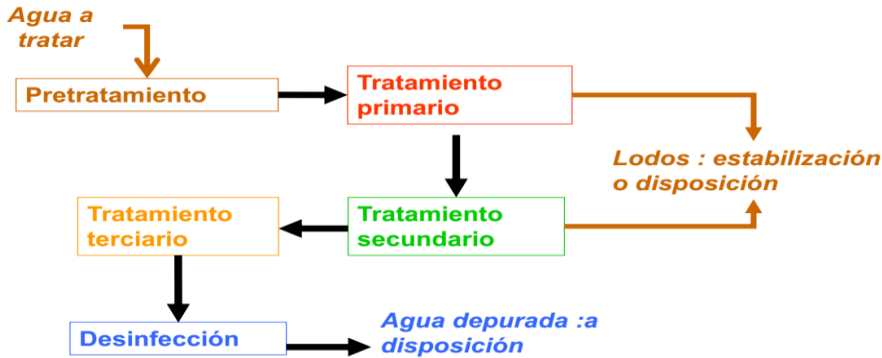 Agua a
tratar
Pretratamiento
Tratamiento
primario
Lodos : estabilización
o disposición
Tratamiento
secundario
Tratamiento
terciario
Desinfección
Agua depurada :a
disposición